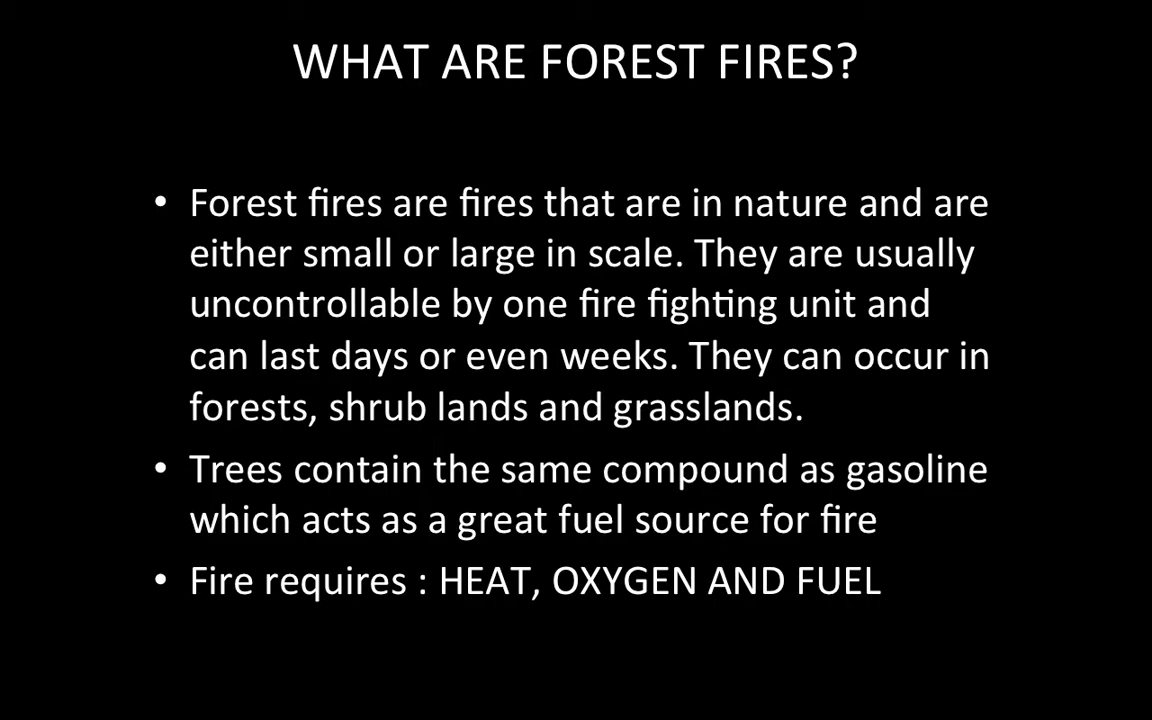 WHAT ARE FOREST FIRES?
• Forest fires are fires that are in nature and are
either small or large in scale. They are usually
uncontrollable by one fire fighting unit and
can last days or even weeks. They can occur in
forests, shrub lands and grasslands.
• Trees contain the same compound as gasoline
which acts as a great fuel source for fire
• Fire requires : HEAT, OXYGEN AND FUEL